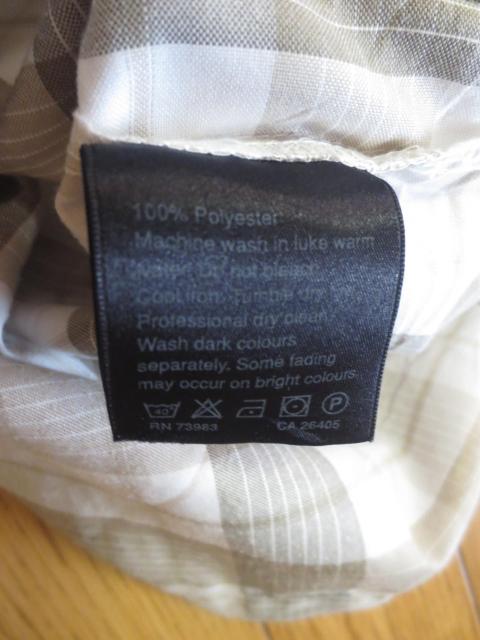 100% Polyester
Machine wash in luke warm
water. Do not bleach
Cool iron. Tumble dry
Professional dry clean
Wash dark colours
separately. Some fading
may occur on bright colours
40 P
RN 73983 CA 26405